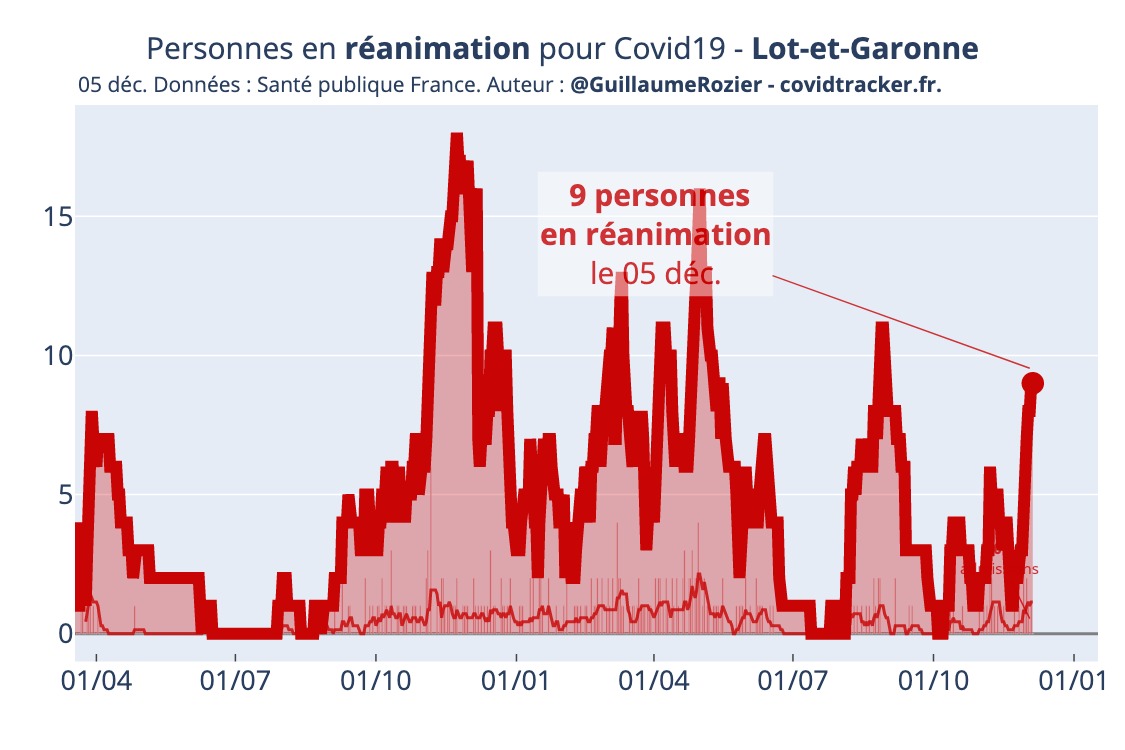 Personnes en réanimation pour Covid19 - Lot-et-Garonne
05 déc. Données : Santé publique France. Auteur : @GuillaumeRozier - covidtracker.fr.
9 personnes
en réanimation
le 05 déc.
15
10
5
0
01/04
01/07
01/10
01/01
01/04
01/07
01/10
01/01